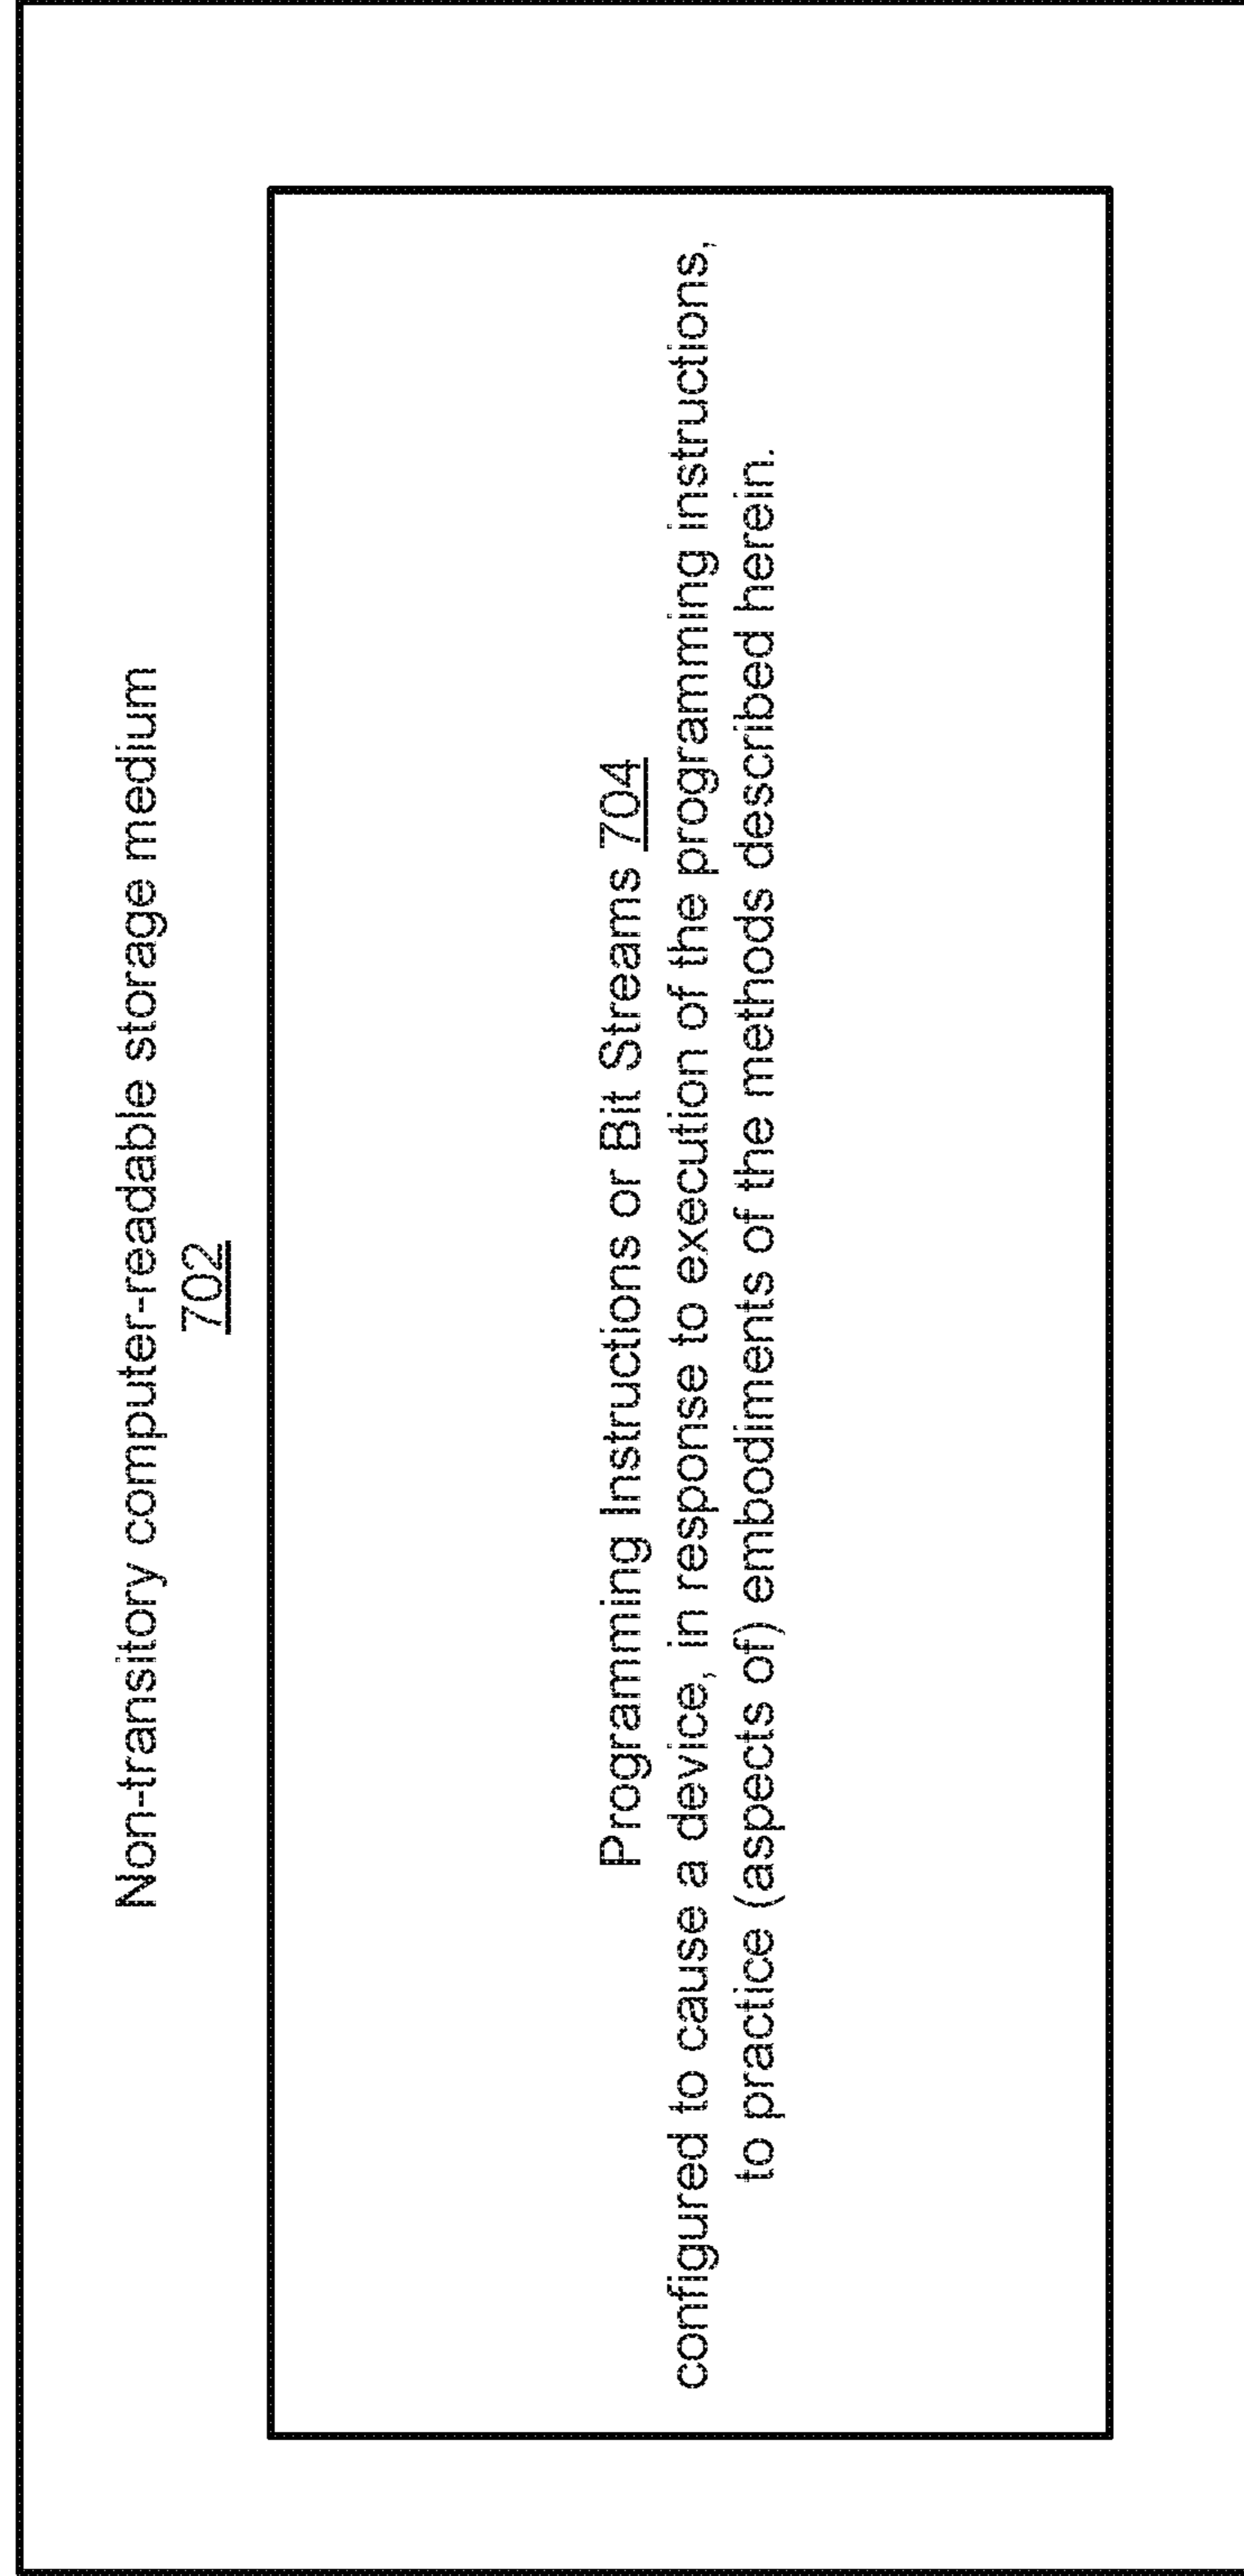 Non-transitory computer-readable storage medium
702
Programming Instructions or Bit Streams 704
configured to cause a device, in response to execution of the programming instructions,
to practice (aspects of) embodiments of the methods described herein.